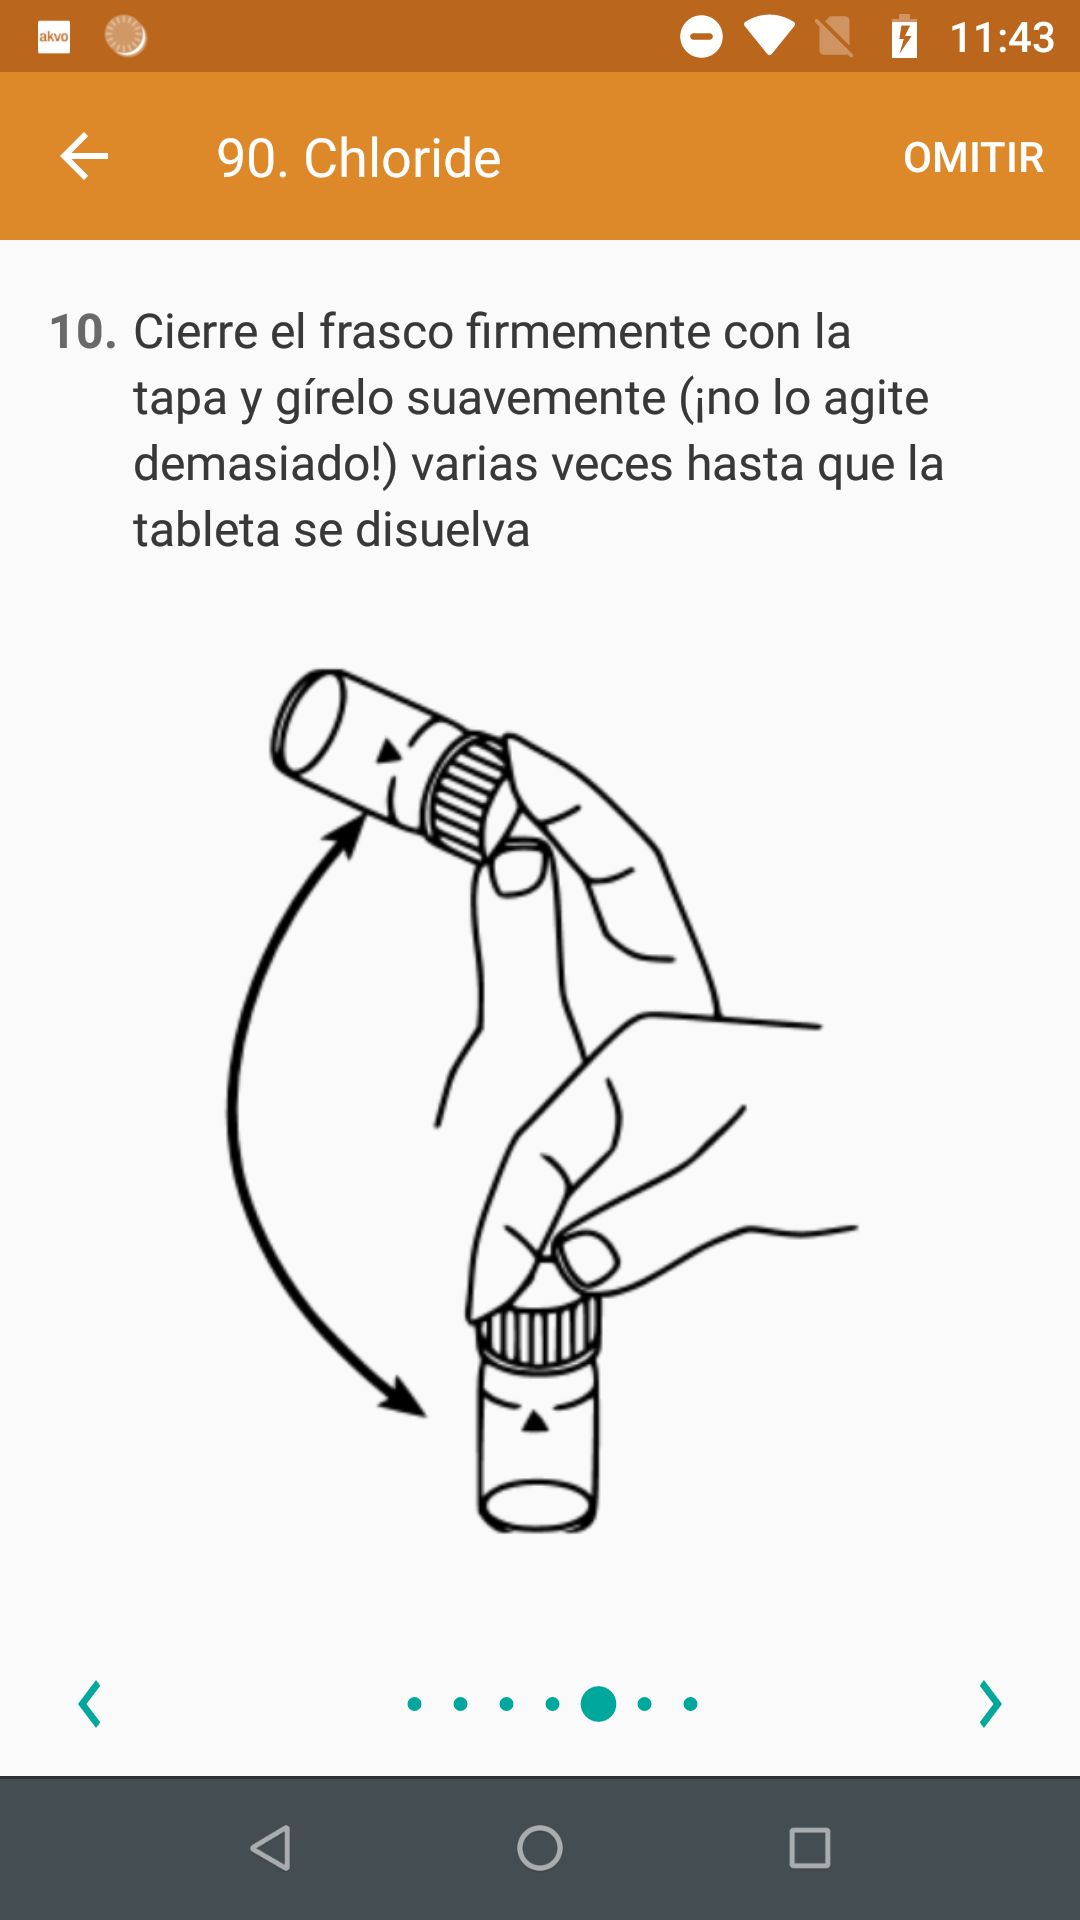 akvo
11:43
90. Chloride
OMITIR
10. Cierre el frasco firmemente con la
tapa y gírelo suavemente (¡no lo agite
demasiado!) varias veces hasta que la
tableta se disuelva